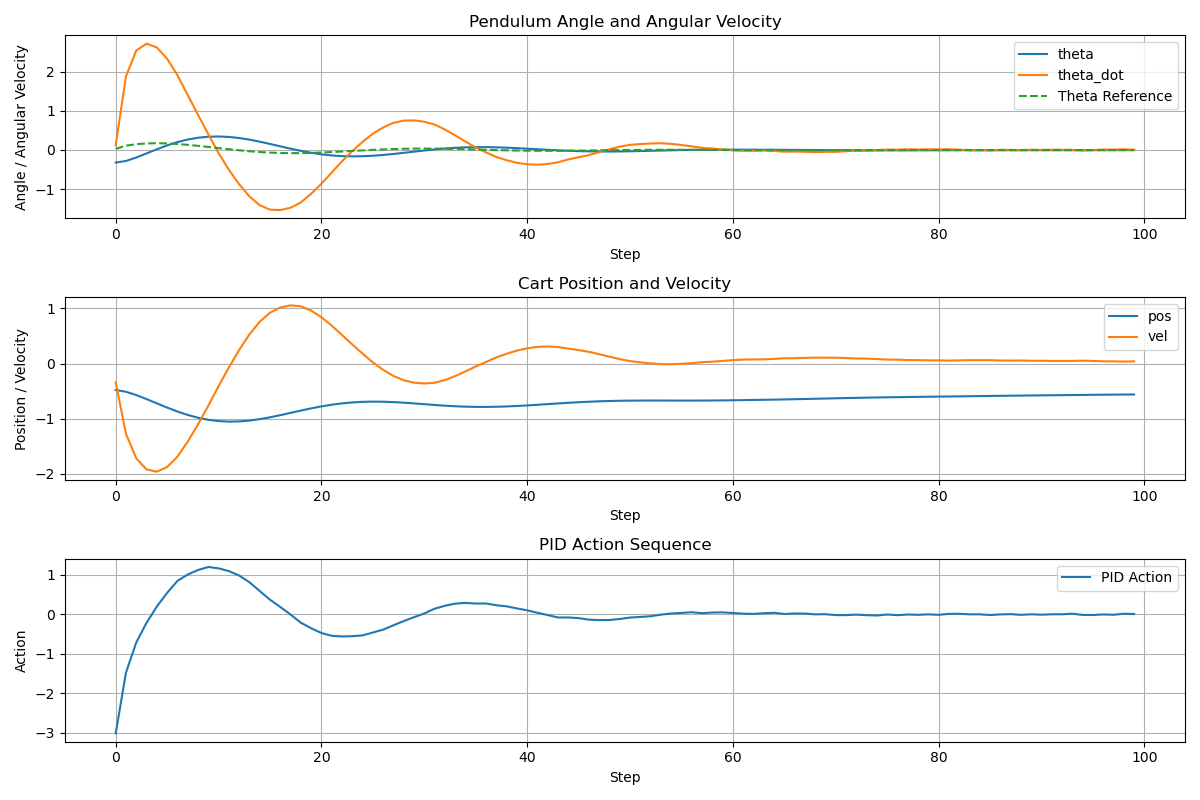 Pendulum Angle and Angular Velocity
Angle / Angular Velocity
2
1
0
−1
theta
theta_dot
Theta Reference
0 20 40 60 80 100
Step
Cart Position and Velocity
Position / Velocity
1
0
−1
−2
pos
vel
0 20 40 60 80 100
Step
PID Action Sequence
Action
1
0
−1
−2
−3
PID Action
0 20 40 60 80 100
Step